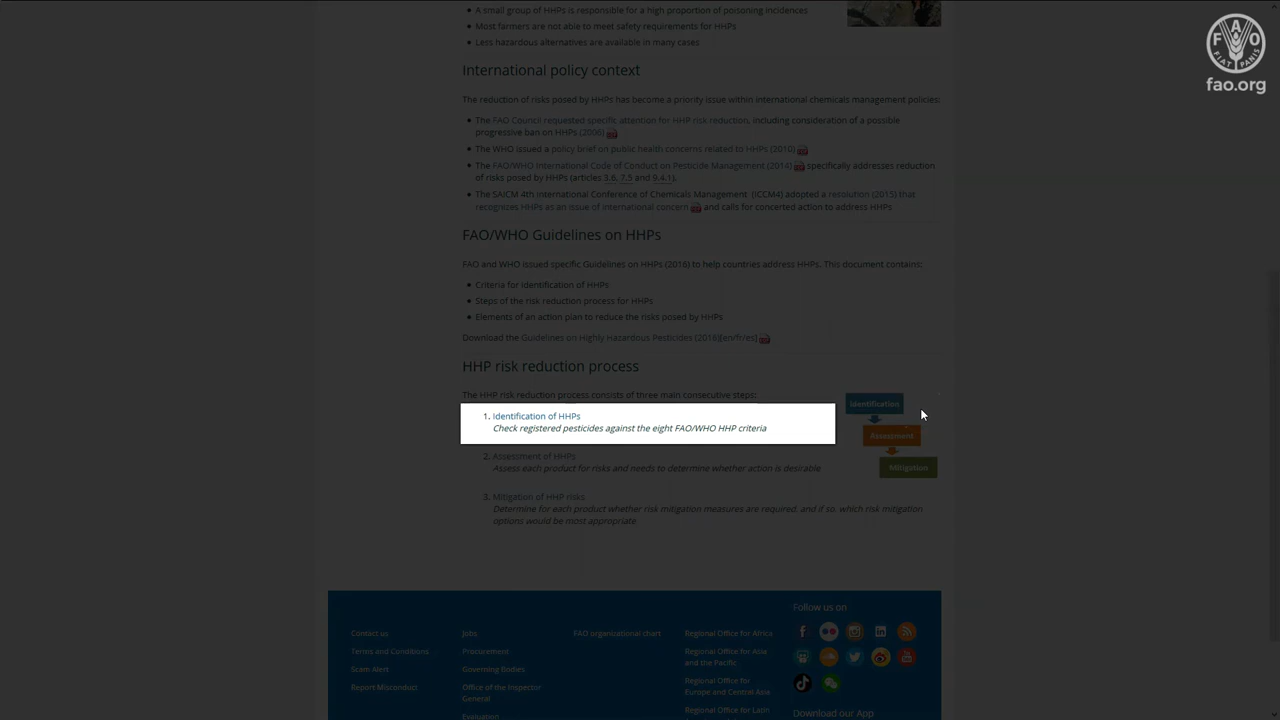 A small group of HHPs is responsible for a high proportion of poisoning incidences
Most farmers are not able to meet safety requirements for HHPs
Less hazardous alternatives are available in many cases
FAO
FIAT PANIS
fao.org
International policy context
The reduction of risks posed by HHPs has become a priority issue within international chemicals management policies:
The FAO Council requested specific attention for HHP risk reduction, including consideration of a possible
progressive ban on HHPs (2006)
The WHO issued a policy brief on public health concerns related to HHPs (2010)
The FAO/WHO International Code of Conduct on Pesticide Management (2014) specifically addresses reduction
of risks posed by HHPs (articles 3.6, 7.5 and 9.4.1).
The SAICM 4th International Conference of Chemicals Management (ICCM4) adopted a resolution (2015) that
recognizes HHPs as an issue of international concern and calls for concerted action to address HHPs
FAO/WHO Guidelines on HHPs
FAO and WHO issued specific Guidelines on HHPs (2016) to help countries address HHPs. This document contains:
Criteria for identification of HHPs:
Steps of the risk reduction process for HHPs
Elements of an action plan to reduce the risks posed by HHPs
Download the Guidelines on Highly Hazardous Pesticides (2016)[en/fr/es]
HHP risk reduction process
The HHP risk reduction process consists of three main consecutive steps:
1. Identification of HHPs
Check registered pesticides against the eight FAO/WHO HHP criteria
2. Assessment of HHPs
Assess each product for risks and needs to determine whether action is desirable
3. Mitigation of HHP risks
Determine for each product whether risk mitigation measures are required, and if so, which risk mitigation
options would be most appropriate
Identification
Assessment
Mitigation
Contact us
Terms and Conditions
Scam Alert
Report Misconduct
Jobs
Procurement
Governing Bodies
Office of the Inspector
General
Evaluation
FAO organizational chart
Regional Office for Africa
Regional Office for Asia
and the Pacific
Regional Office for
Europe and Central Asia
Regional Office for Latin
Follow us on
Download our App